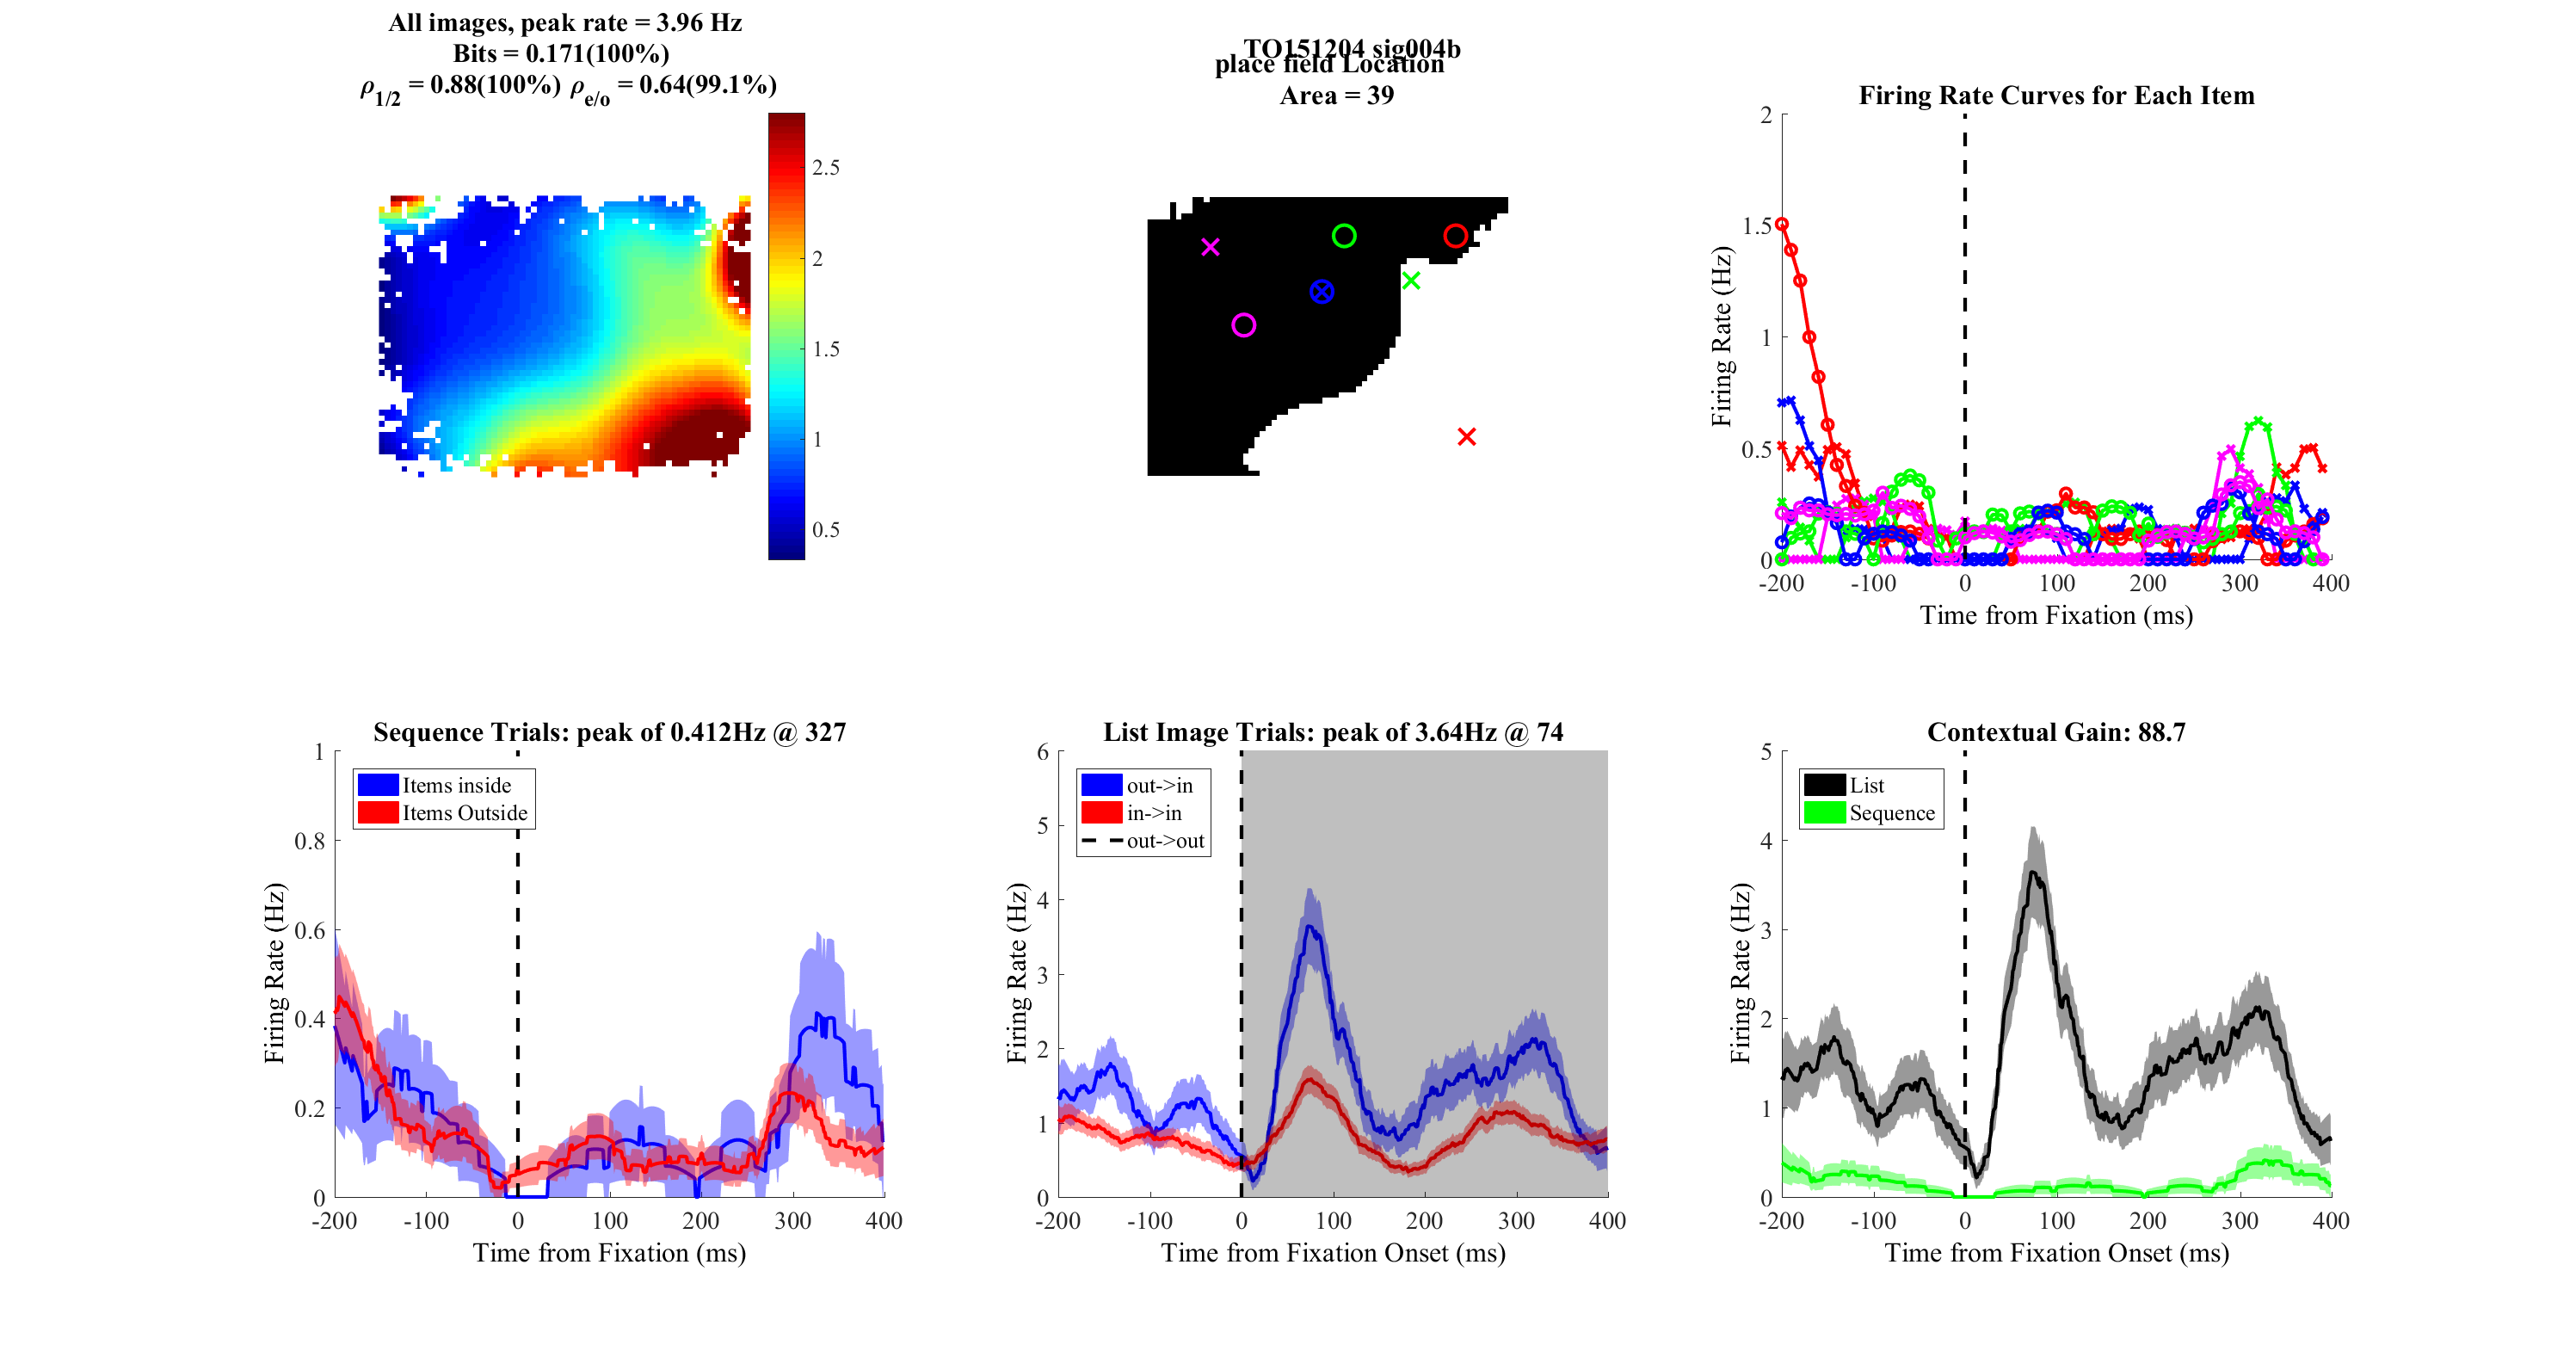 All images, peak rate = 3.96 Hz
Bits = 0.171(100%)
ρ1/2 = 0.88(100%) ρe/o = 0.64(99.1%)
2.5
2
1.5
1
0.5
TO151204 sig004b
place field Location
Area = 39
Firing Rate Curves for Each Item
2
1.5
1
0.5
0
Firing Rate (Hz)
-200 -100 0 100 200 300 400
Time from Fixation (ms)
Sequence Trials: peak of 0.412Hz @ 327
Items inside
Items Outside
1
0.8
0.6
0.4
0.2
0
Firing Rate (Hz)
-200 -100 0 100 200 300 400
Time from Fixation (ms)
List Image Trials: peak of 3.64Hz @ 74
out->in
in->in
out->out
6
5
4
3
2
1
0
Firing Rate (Hz)
-200 -100 0 100 200 300 400
Time from Fixation Onset (ms)
Contextual Gain: 88.7
List
Sequence
5
4
3
2
1
0
Firing Rate (Hz)
-200 -100 0 100 200 300 400
Time from Fixation Onset (ms)